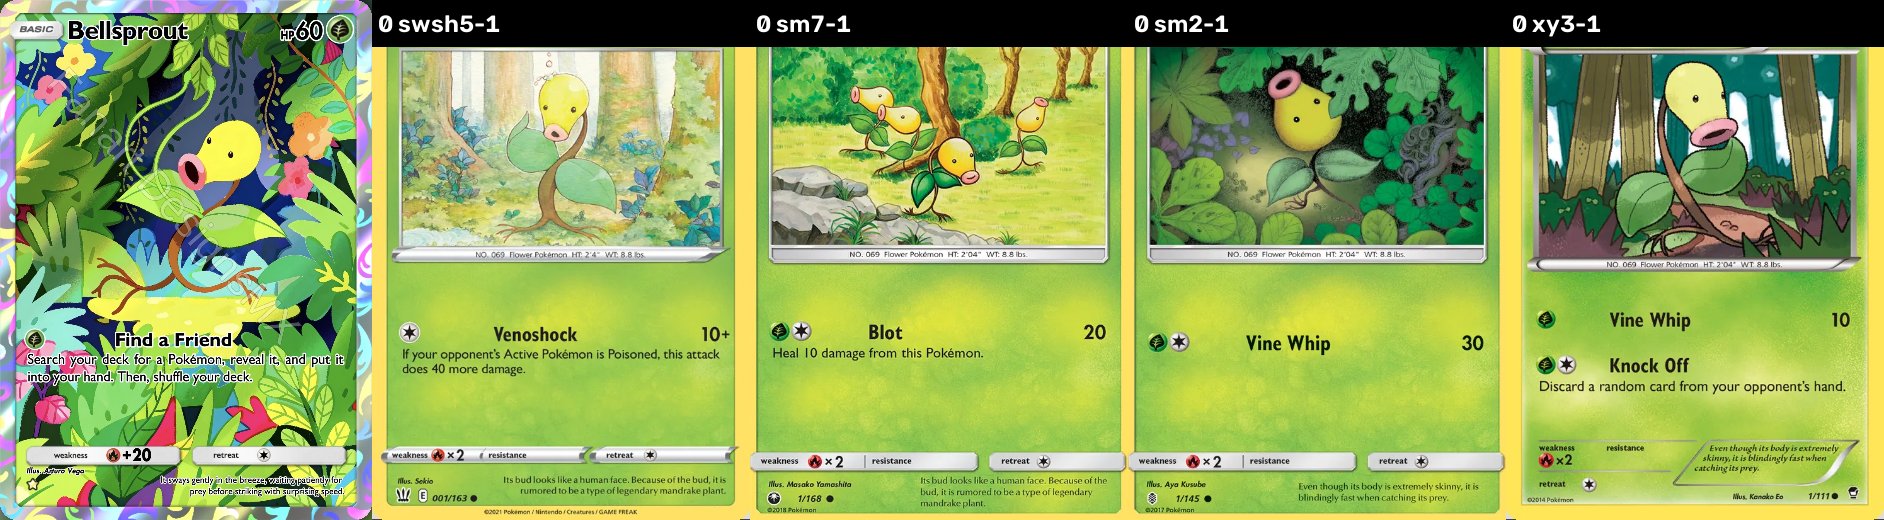 BASIC Bellsprout HP 60
Find a Friend
Search your deck for a Pokémon, reveal it, and put it
into your hand. Then, shuffle your deck.
weakness +20 retreat
Illus. Arturo Vega
It sways gently in the breeze, waiting patiently for
prey before striking with surprising speed.
0 swsh5-1
NO. 069 Flower Pokémon HT: 2'4" WT: 8.8 lbs.
Venoshock 10+
If your opponent's Active Pokémon is Poisoned, this attack
does 40 more damage.
weakness ×2 resistance retreat
Illus. Sekio
E 001/163
Its bud looks like a human face. Because of the bud, it is
rumored to be a type of legendary mandrake plant.
©2021 Pokémon / Nintendo / Creatures / GAME FREAK
0 sm7-1
NO. 069 Flower Pokémon HT: 2'04" WT: 8.8 lbs.
Blot 20
Heal 10 damage from this Pokémon.
weakness ×2 resistance retreat
Illus. Masako Yamashita
1/168
©2018 Pokémon
Its bud looks like a human face. Because of the
bud, it is rumored to be a type of legendary
mandrake plant.
0 sm2-1
NO. 069 Flower Pokémon HT: 2'04" WT: 8.8 lbs.
Vine Whip 30
weakness ×2 resistance retreat
Illus. Aya Kusube
1/145
©2017 Pokémon
Even though its body is extremely skinny, it is
blindingly fast when catching its prey.
0 xy3-1
NO. 069 Flower Pokémon HT: 2'04" WT: 8.8 lbs.
Vine Whip 10
Knock Off
Discard a random card from your opponent's hand.
weakness resistance
×2
retreat
Even though its body is extremely
skinny, it is blindingly fast when
catching its prey.
©2014 Pokémon
Illus. Kanako Eo 1/111